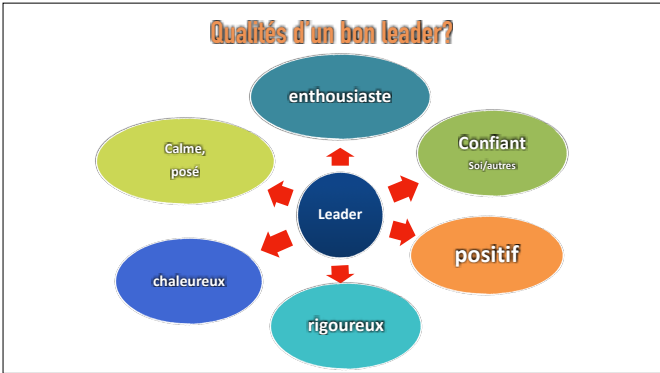 Qualités d'un bon leader?
enthousiaste
Calme,
posé
Confiant
Soi/autres
Leader
positif
chaleureux
rigoureux